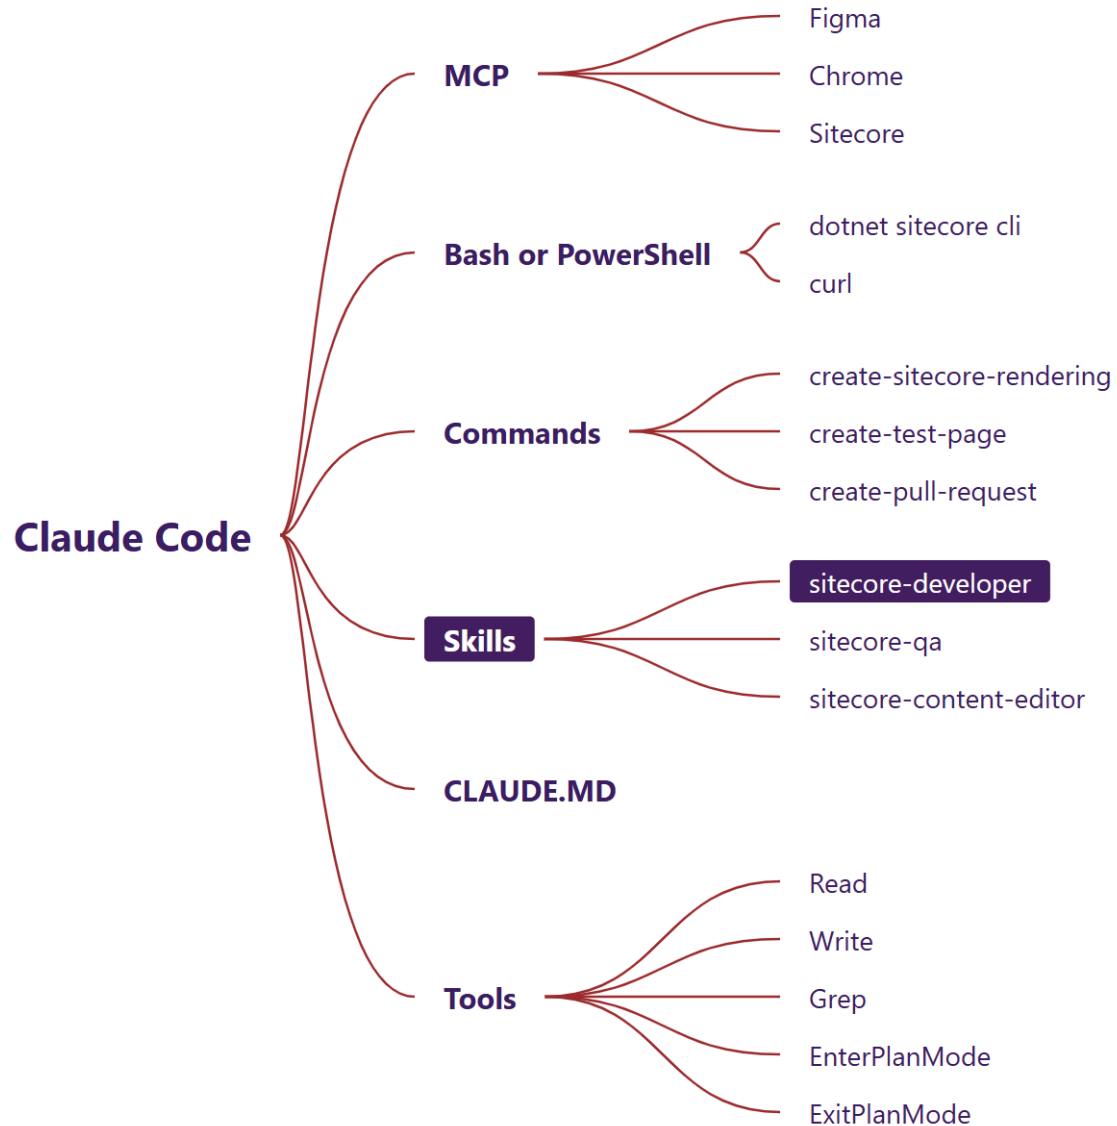 Claude Code
MCP
Figma
Chrome
Sitecore
Bash or PowerShell
dotnet sitecore cli
curl
Commands
create-sitecore-rendering
create-test-page
create-pull-request
Skills
sitecore-developer
sitecore-qa
sitecore-content-editor
CLAUDE.MD
Tools
Read
Write
Grep
EnterPlanMode
ExitPlanMode